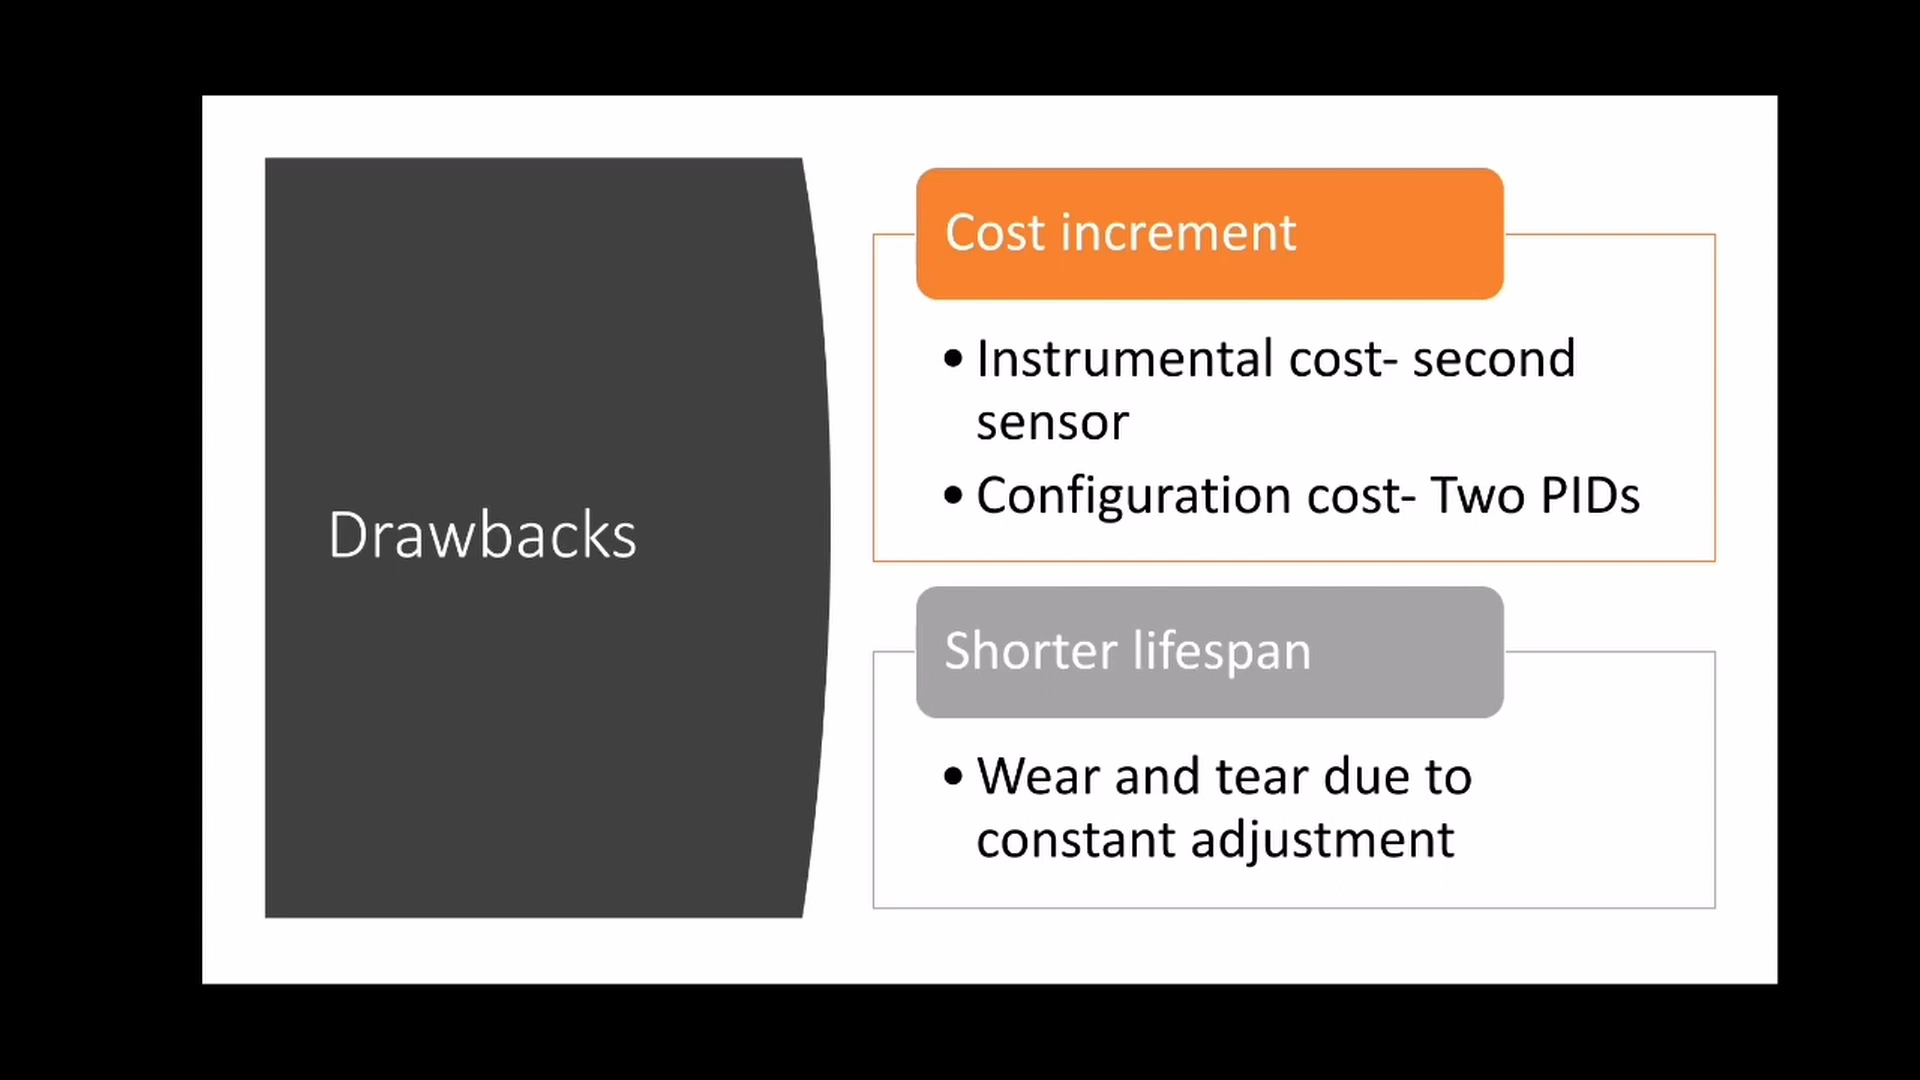 Drawbacks
Cost increment
• Instrumental cost- second
sensor
• Configuration cost- Two PIDs
Shorter lifespan
• Wear and tear due to
constant adjustment